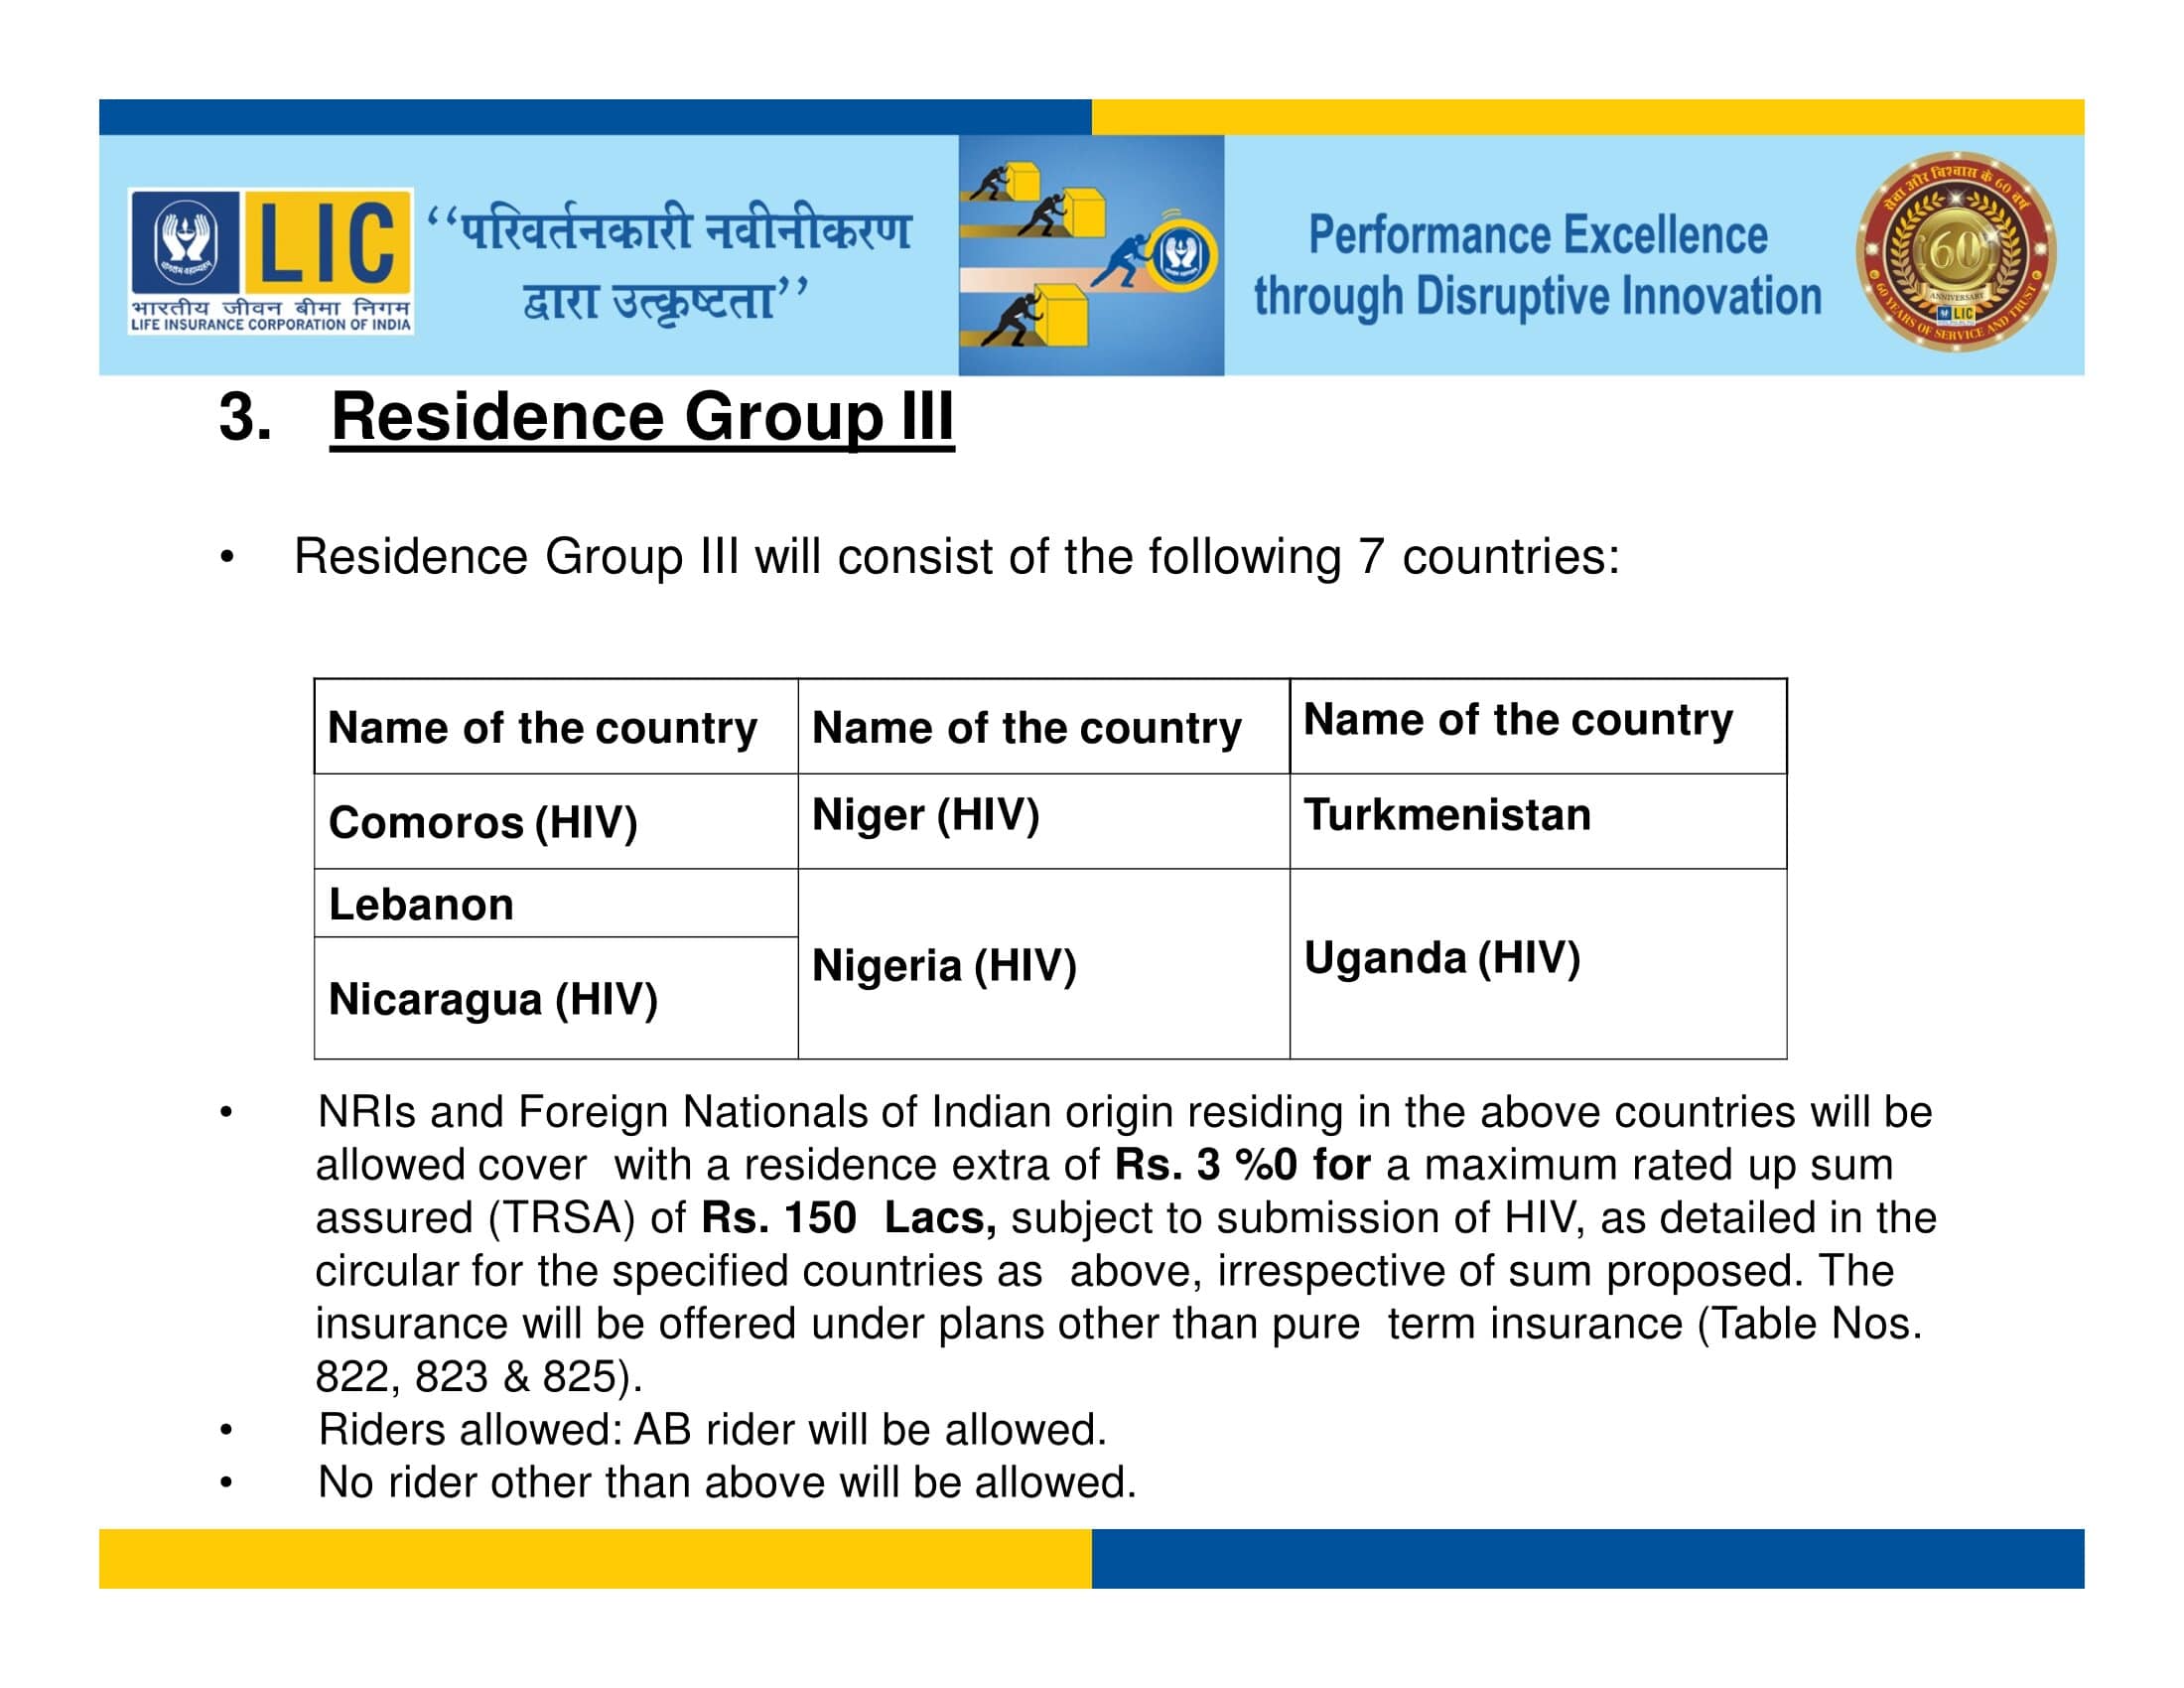 LIC
भारतीय जीवन बीमा निगम
LIFE INSURANCE CORPORATION OF INDIA
‘‘परिवर्तनकारी नवीनीकरण
द्वारा उत्कृष्टता’’
Performance Excellence
through Disruptive Innovation
सेवा और विश्वास के 60 वर्ष
60
ANNIVERSARY
LIC
60 YEARS OF SERVICE AND TRUST
3. Residence Group III
• Residence Group III will consist of the following 7 countries:
Name of the country Name of the country Name of the country
Comoros (HIV) Niger (HIV) Turkmenistan
Lebanon
Nigeria (HIV) Uganda (HIV)
Nicaragua (HIV)
• NRIs and Foreign Nationals of Indian origin residing in the above countries will be
allowed cover with a residence extra of Rs. 3 %0 for a maximum rated up sum
assured (TRSA) of Rs. 150 Lacs, subject to submission of HIV, as detailed in the
circular for the specified countries as above, irrespective of sum proposed. The
insurance will be offered under plans other than pure term insurance (Table Nos.
822, 823 & 825).
• Riders allowed: AB rider will be allowed.
• No rider other than above will be allowed.